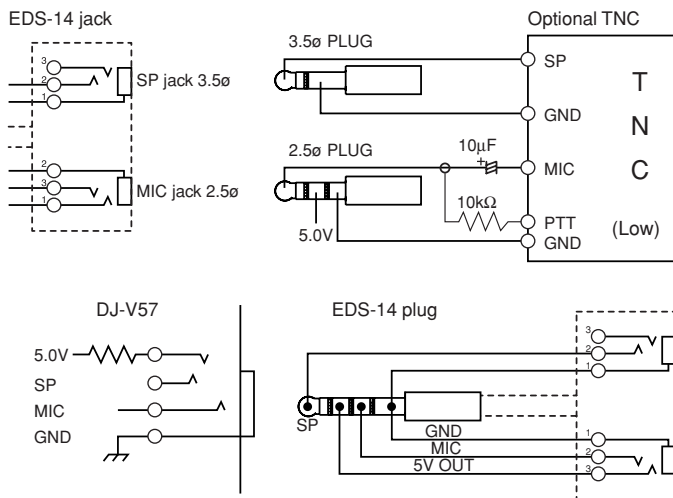 EDS-14 jack
Optional TNC
3.5ø PLUG
SP
3
2
1
SP jack 3.5ø
GND
T
N
C
(Low)
2.5ø PLUG
10µF
+
MIC
2
3
1
MIC jack 2.5ø
10kΩ
PTT
5.0V
GND
DJ-V57
EDS-14 plug
5.0V
SP
MIC
GND
3
2
1
SP
GND
MIC
5V OUT
1
2
3